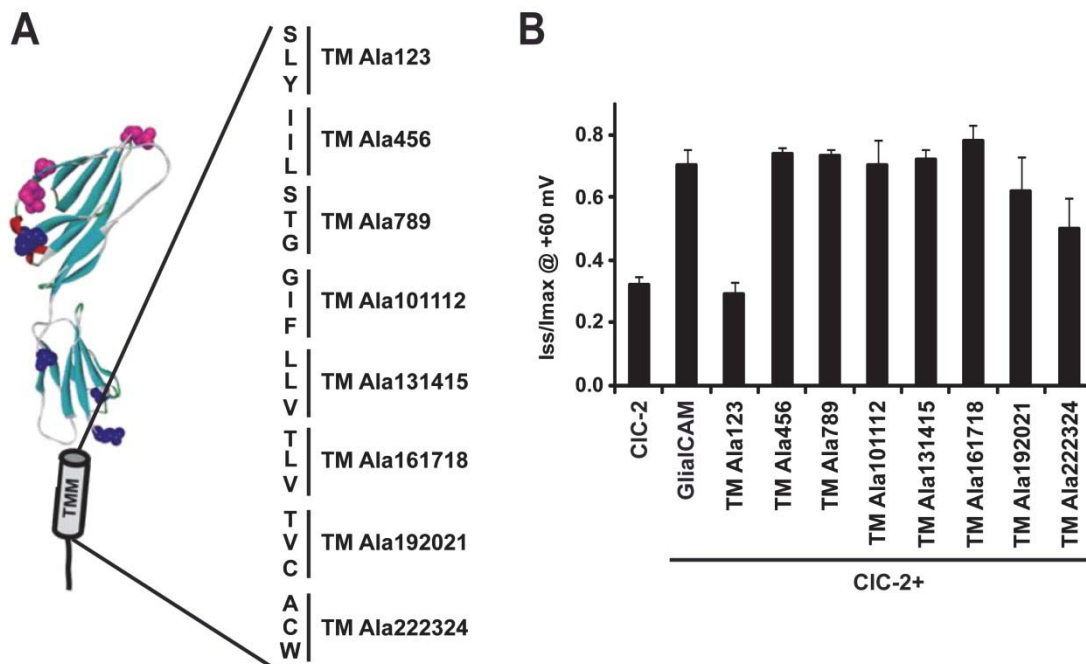 A
S
L
Y
TM Ala123
I
I
L
TM Ala456
S
T
G
TM Ala789
G
I
F
TM Ala101112
L
L
V
TM Ala131415
T
L
V
TM Ala161718
T
V
C
TM Ala192021
A
C
W
TM Ala222324
TMM
B
Iss/Imax @ +60 mV
0.8
0.6
0.4
0.2
0.0
ClC-2
GlialCAM
TM Ala123
TM Ala456
TM Ala789
TM Ala101112
TM Ala131415
TM Ala161718
TM Ala192021
TM Ala222324
ClC-2+